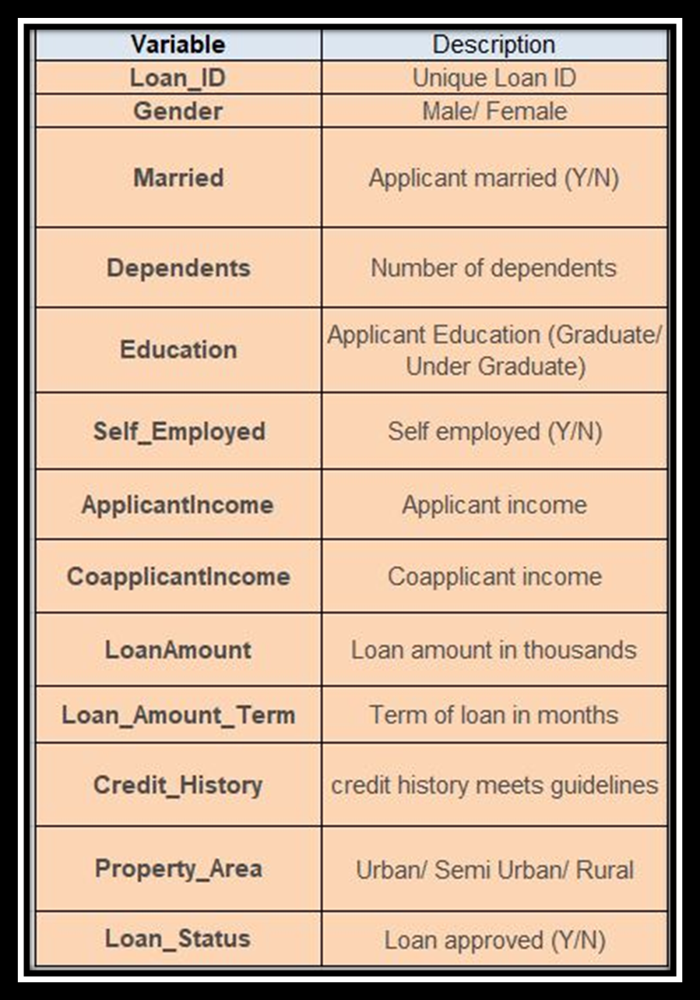 Variable Description
Loan_ID Unique Loan ID
Gender Male/ Female
Married Applicant married (Y/N)
Dependents Number of dependents
Education Applicant Education (Graduate/
Under Graduate)
Self_Employed Self employed (Y/N)
ApplicantIncome Applicant income
CoapplicantIncome Coapplicant income
LoanAmount Loan amount in thousands
Loan_Amount_Term Term of loan in months
Credit_History credit history meets guidelines
Property_Area Urban/ Semi Urban/ Rural
Loan_Status Loan approved (Y/N)